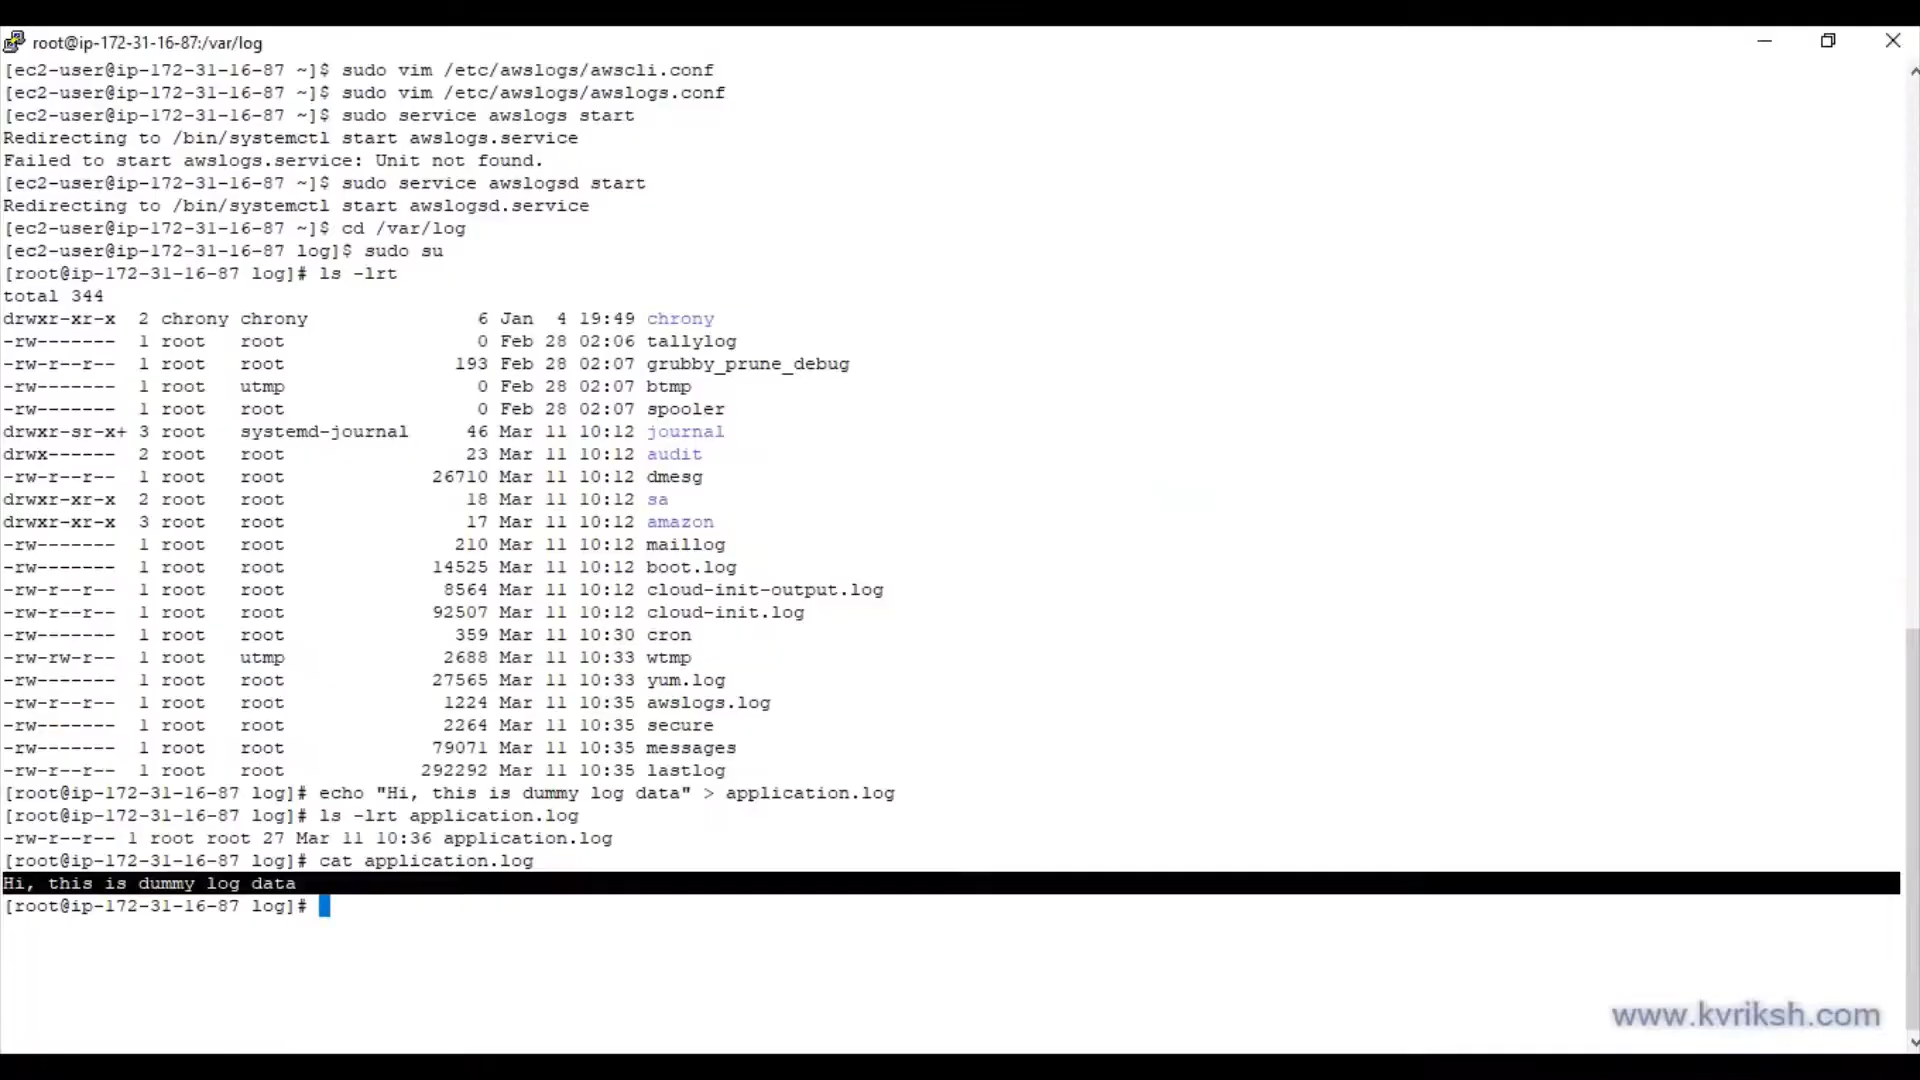 root@ip-172-31-16-87:/var/log
[ec2-user@ip-172-31-16-87 ~]$ sudo vim /etc/awslogs/awscli.conf
[ec2-user@ip-172-31-16-87 ~]$ sudo vim /etc/awslogs/awslogs.conf
[ec2-user@ip-172-31-16-87 ~]$ sudo service awslogs start
Redirecting to /bin/systemctl start awslogs.service
Failed to start awslogs.service: Unit not found.
[ec2-user@ip-172-31-16-87 ~]$ sudo service awslogsd start
Redirecting to /bin/systemctl start awslogsd.service
[ec2-user@ip-172-31-16-87 ~]$ cd /var/log
[ec2-user@ip-172-31-16-87 log]$ sudo su
[root@ip-172-31-16-87 log]# ls -lrt
total 344
drwxr-xr-x  2 chrony chrony               6 Jan  4 19:49 chrony
-rw-------  1 root   root                 0 Feb 28 02:06 tallylog
-rw-r--r--  1 root   root               193 Feb 28 02:07 grubby_prune_debug
-rw-------  1 root   utmp                 0 Feb 28 02:07 btmp
-rw-------  1 root   root                 0 Feb 28 02:07 spooler
drwxr-sr-x+ 3 root   systemd-journal     46 Mar 11 10:12 journal
drwx------  2 root   root                23 Mar 11 10:12 audit
-rw-r--r--  1 root   root             26710 Mar 11 10:12 dmesg
drwxr-xr-x  2 root   root                18 Mar 11 10:12 sa
drwxr-xr-x  3 root   root                17 Mar 11 10:12 amazon
-rw-------  1 root   root               210 Mar 11 10:12 maillog
-rw-------  1 root   root             14525 Mar 11 10:12 boot.log
-rw-r--r--  1 root   root              8564 Mar 11 10:12 cloud-init-output.log
-rw-r--r--  1 root   root             92507 Mar 11 10:12 cloud-init.log
-rw-------  1 root   root               359 Mar 11 10:30 cron
-rw-rw-r--  1 root   utmp              2688 Mar 11 10:33 wtmp
-rw-------  1 root   root             27565 Mar 11 10:33 yum.log
-rw-r--r--  1 root   root              1224 Mar 11 10:35 awslogs.log
-rw-------  1 root   root              2264 Mar 11 10:35 secure
-rw-------  1 root   root             79071 Mar 11 10:35 messages
-rw-r--r--  1 root   root            292292 Mar 11 10:35 lastlog
[root@ip-172-31-16-87 log]# echo "Hi, this is dummy log data" > application.log
[root@ip-172-31-16-87 log]# ls -lrt application.log
-rw-r--r-- 1 root root 27 Mar 11 10:36 application.log
[root@ip-172-31-16-87 log]# cat application.log
Hi, this is dummy log data
[root@ip-172-31-16-87 log]#
www.kvriksh.com